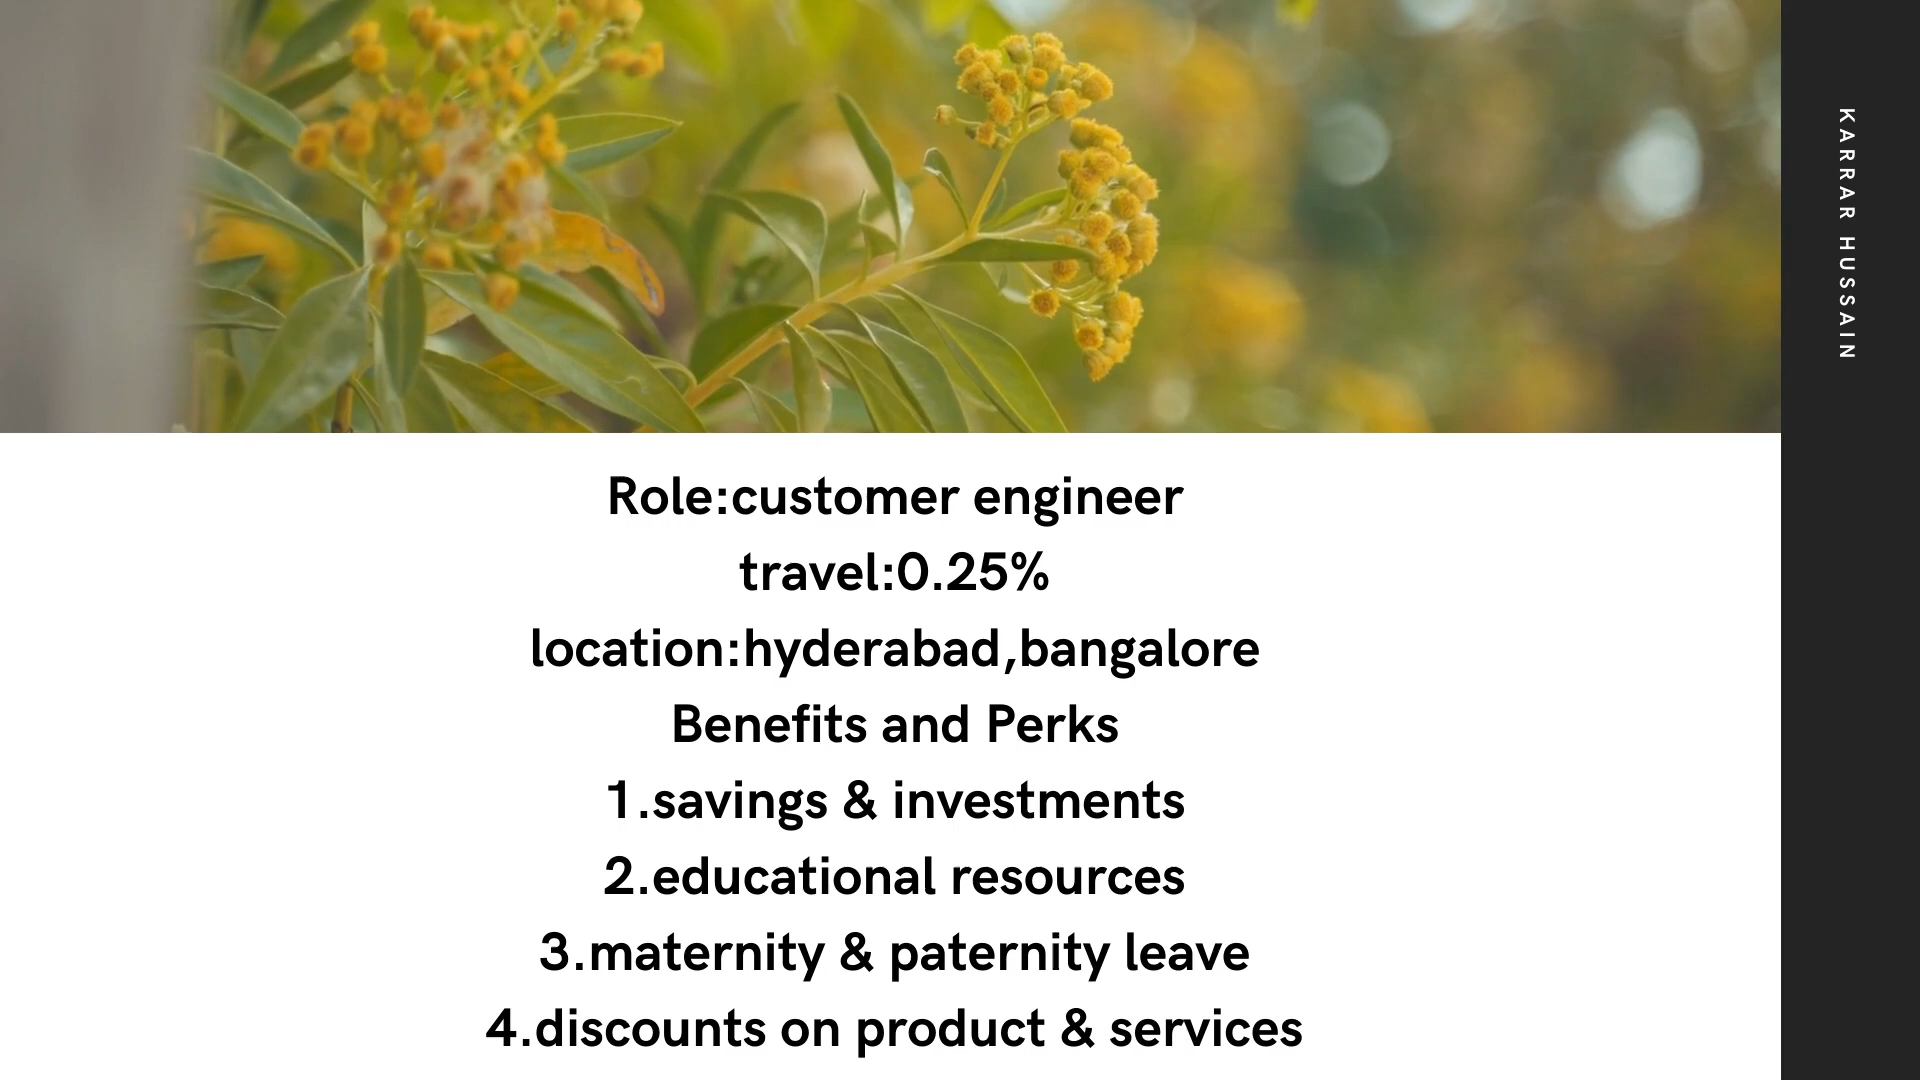 KARRAR HUSSAIN
Role:customer engineer
travel:0.25%
location:hyderabad,bangalore
Benefits and Perks
1.savings & investments
2.educational resources
3.maternity & paternity leave
4.discounts on product & services